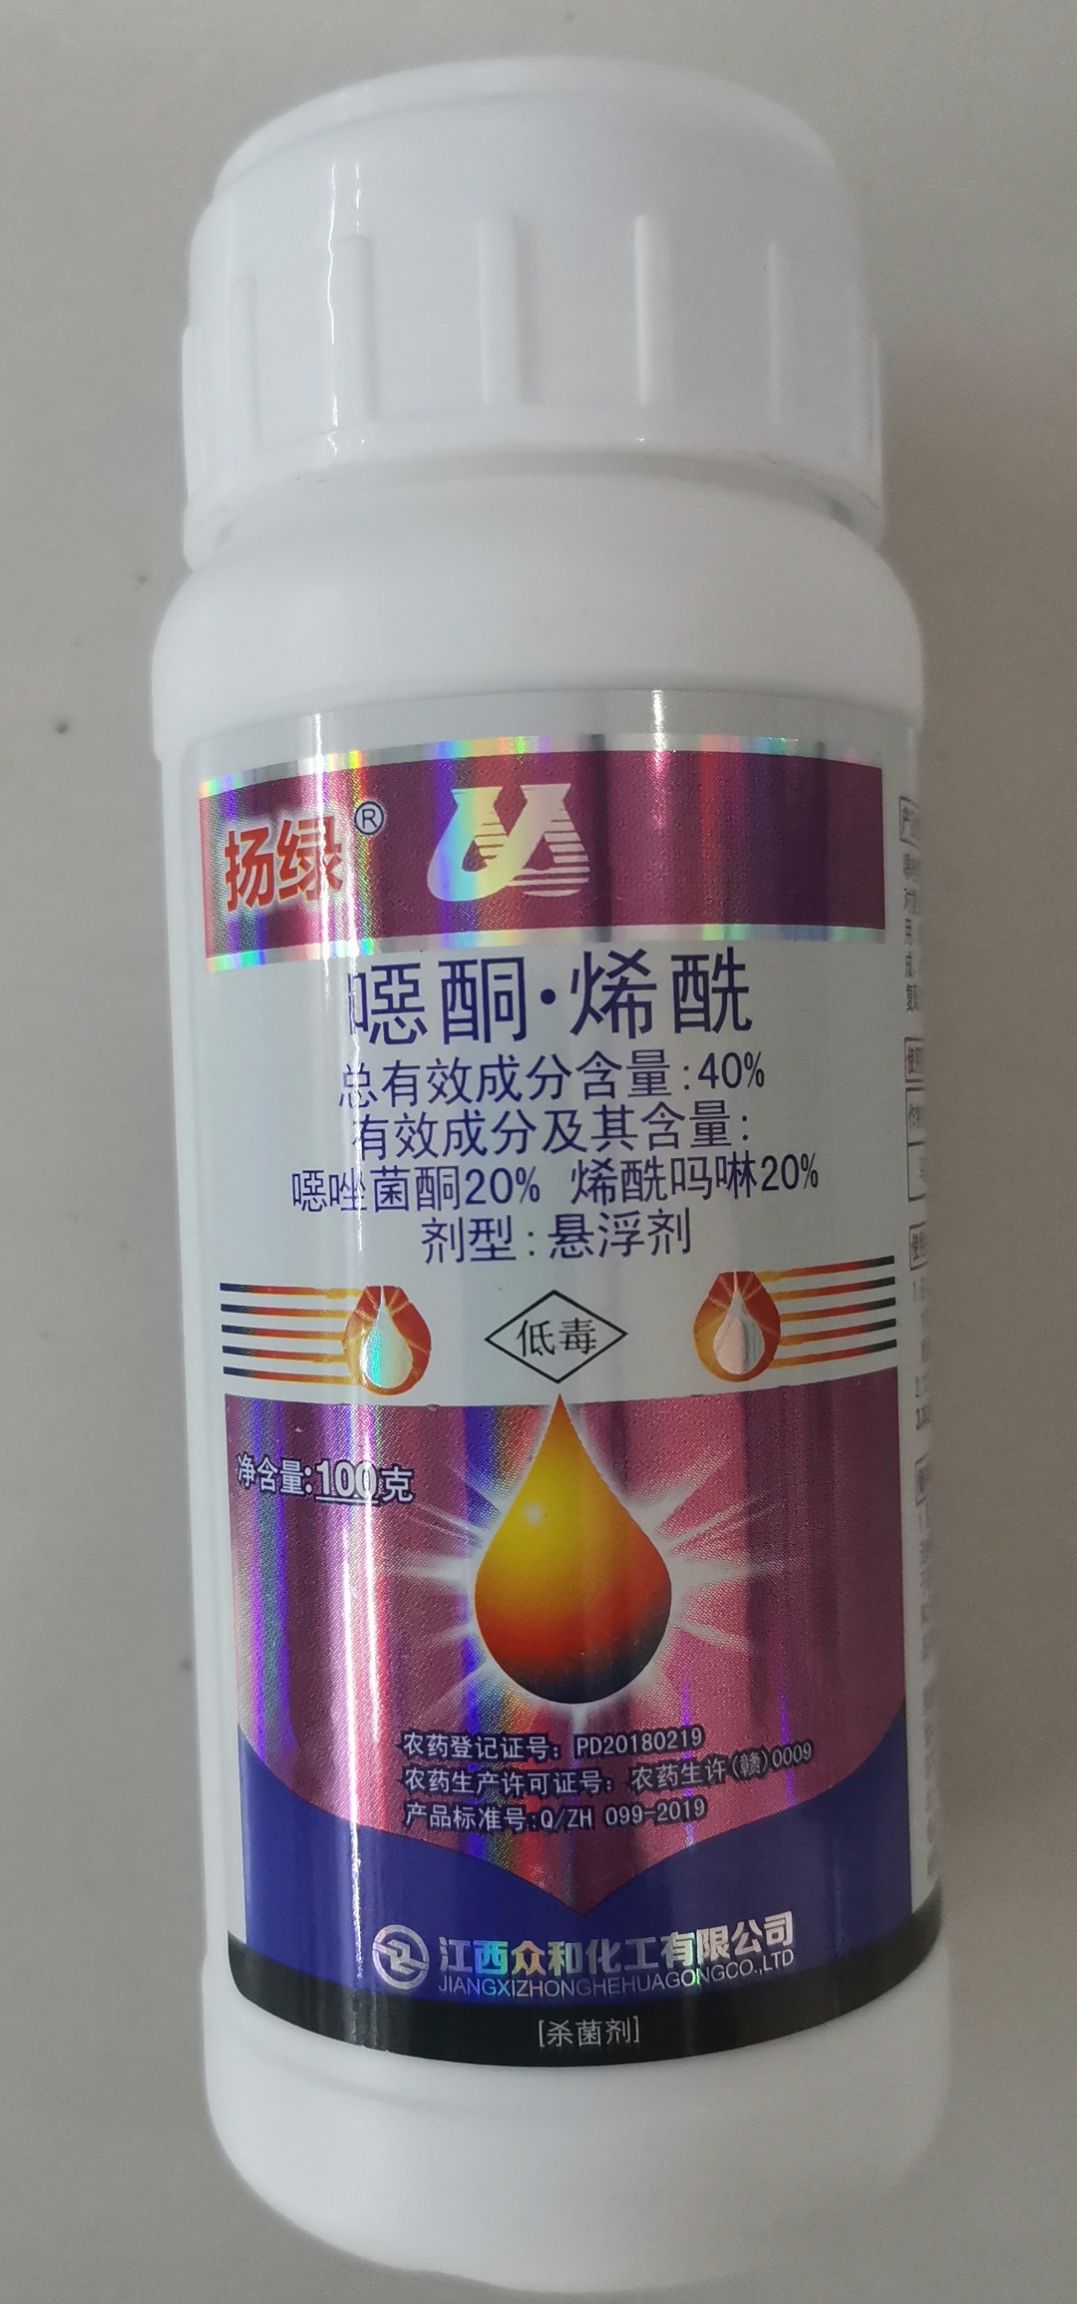 扬绿®
噁酮·烯酰
总有效成分含量:40%
有效成分及其含量:
噁唑菌酮20% 烯酰吗啉20%
剂型:悬浮剂
低毒
净含量:100克
农药登记证号: PD20180219
农药生产许可证号: 农药生许(赣)0009
产品标准号:Q/ZH 099-2019
江西众和化工有限公司
JIANGXIZHONGHEHUAGONGCO.,LTD
[杀菌剂]